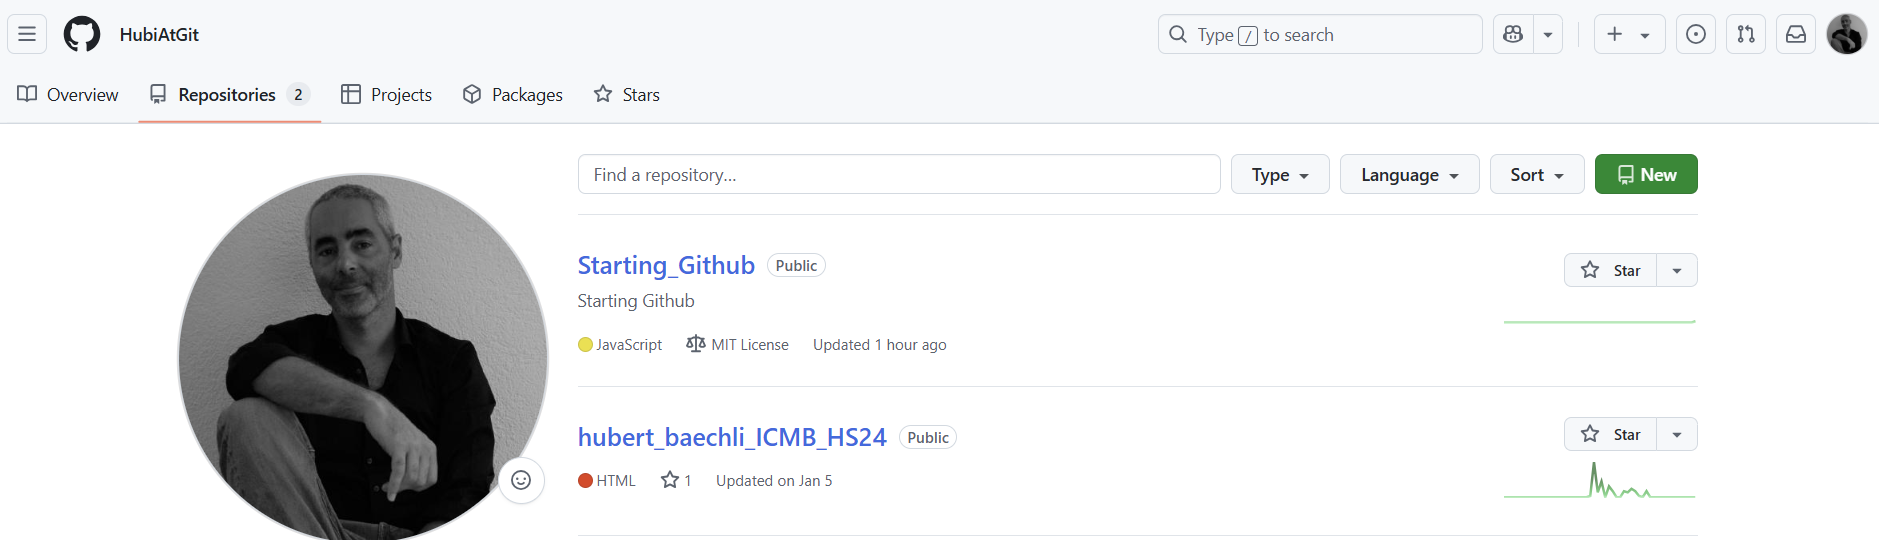 HubiAtGit
Type / to search
Overview
Repositories 2
Projects
Packages
Stars
Find a repository...
Type
Language
Sort
New
Starting_Github Public
Star
Starting Github
JavaScript MIT License Updated 1 hour ago
hubert_baechli_ICMB_HS24 Public
Star
HTML 1 Updated on Jan 5